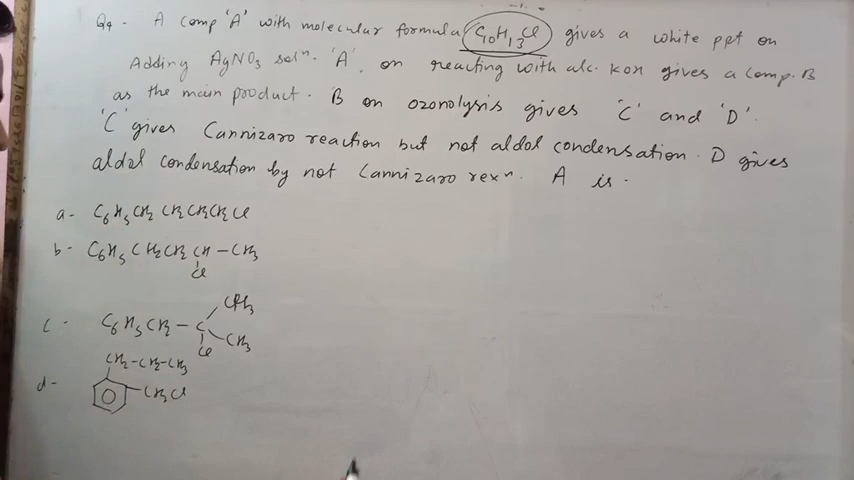 Q9 - A comp 'A' with molecular formula C10H13Cl gives a white ppt on
Adding AgNO3 solⁿ. 'A' on reacting with alc. KOH gives a comp. B
as the main product. B on ozonolysis gives 'C' and 'D'.
'C' gives Cannizaro reaction but not aldol condensation. D gives
aldol condensation by not Cannizaro rexⁿ. A is.
a- C6H5CH2 CH2CH2CH2Cl
b- C6H5CH2CH2CH-CH3
Cl
CH3
c- C6H5CH2-C
Cl CH3
CH2-CH2-CH3
d- -CH2Cl